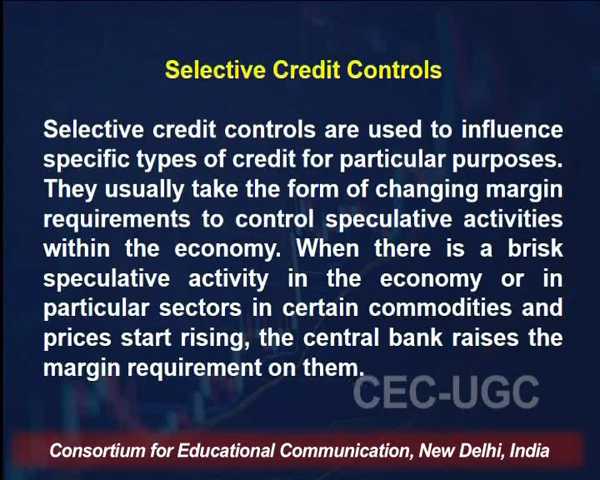 Selective Credit Controls
Selective credit controls are used to influence
specific types of credit for particular purposes.
They usually take the form of changing margin
requirements to control speculative activities
within the economy. When there is a brisk
speculative activity in the economy or in
particular sectors in certain commodities and
prices start rising, the central bank raises the
margin requirement on them.
CEC-UGC
Consortium for Educational Communication, New Delhi, India